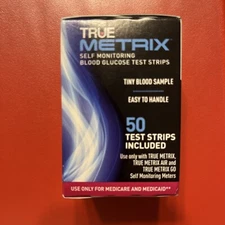 TRUE
METRIX
SELF MONITORING
BLOOD GLUCOSE TEST STRIPS
TINY BLOOD SAMPLE
EASY TO HANDLE
50
TEST STRIPS
INCLUDED
Use only with TRUE METRIX,
TRUE METRIX AIR and
TRUE METRIX GO
Self Monitoring Meters
USE ONLY FOR MEDICARE AND MEDICAID**